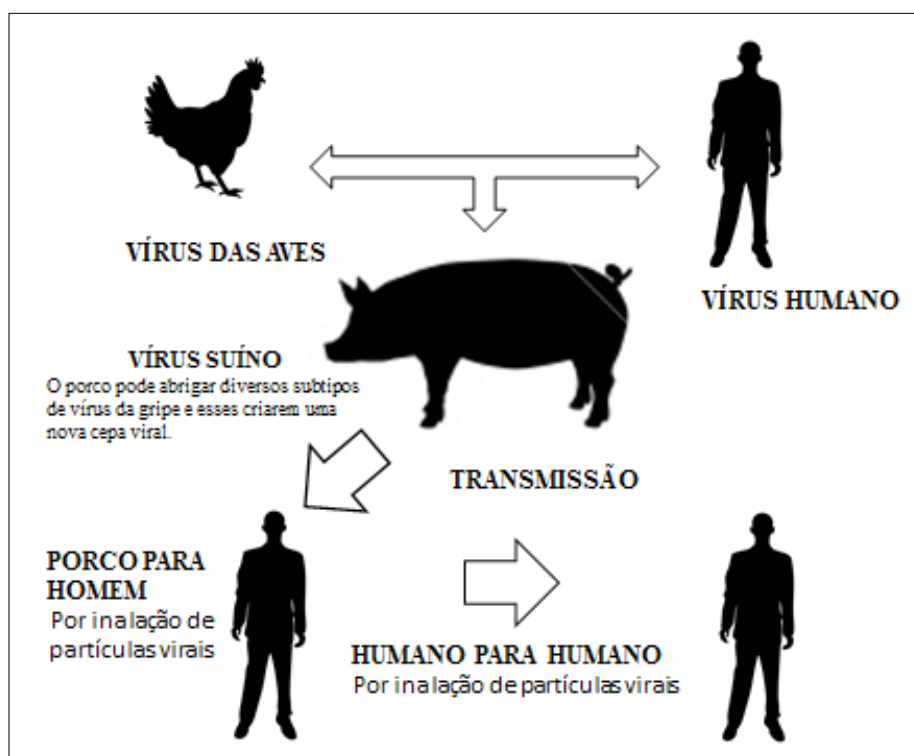 VÍRUS DAS AVES
VÍRUS HUMANO
VÍRUS SUÍNO
O porco pode abrigar diversos subtipos
de vírus da gripe e esses criarem uma
nova cepa viral.
TRANSMISSÃO
PORCO PARA
HOMEM
Por inalação de
partículas virais
HUMANO PARA HUMANO
Por inalação de partículas virais